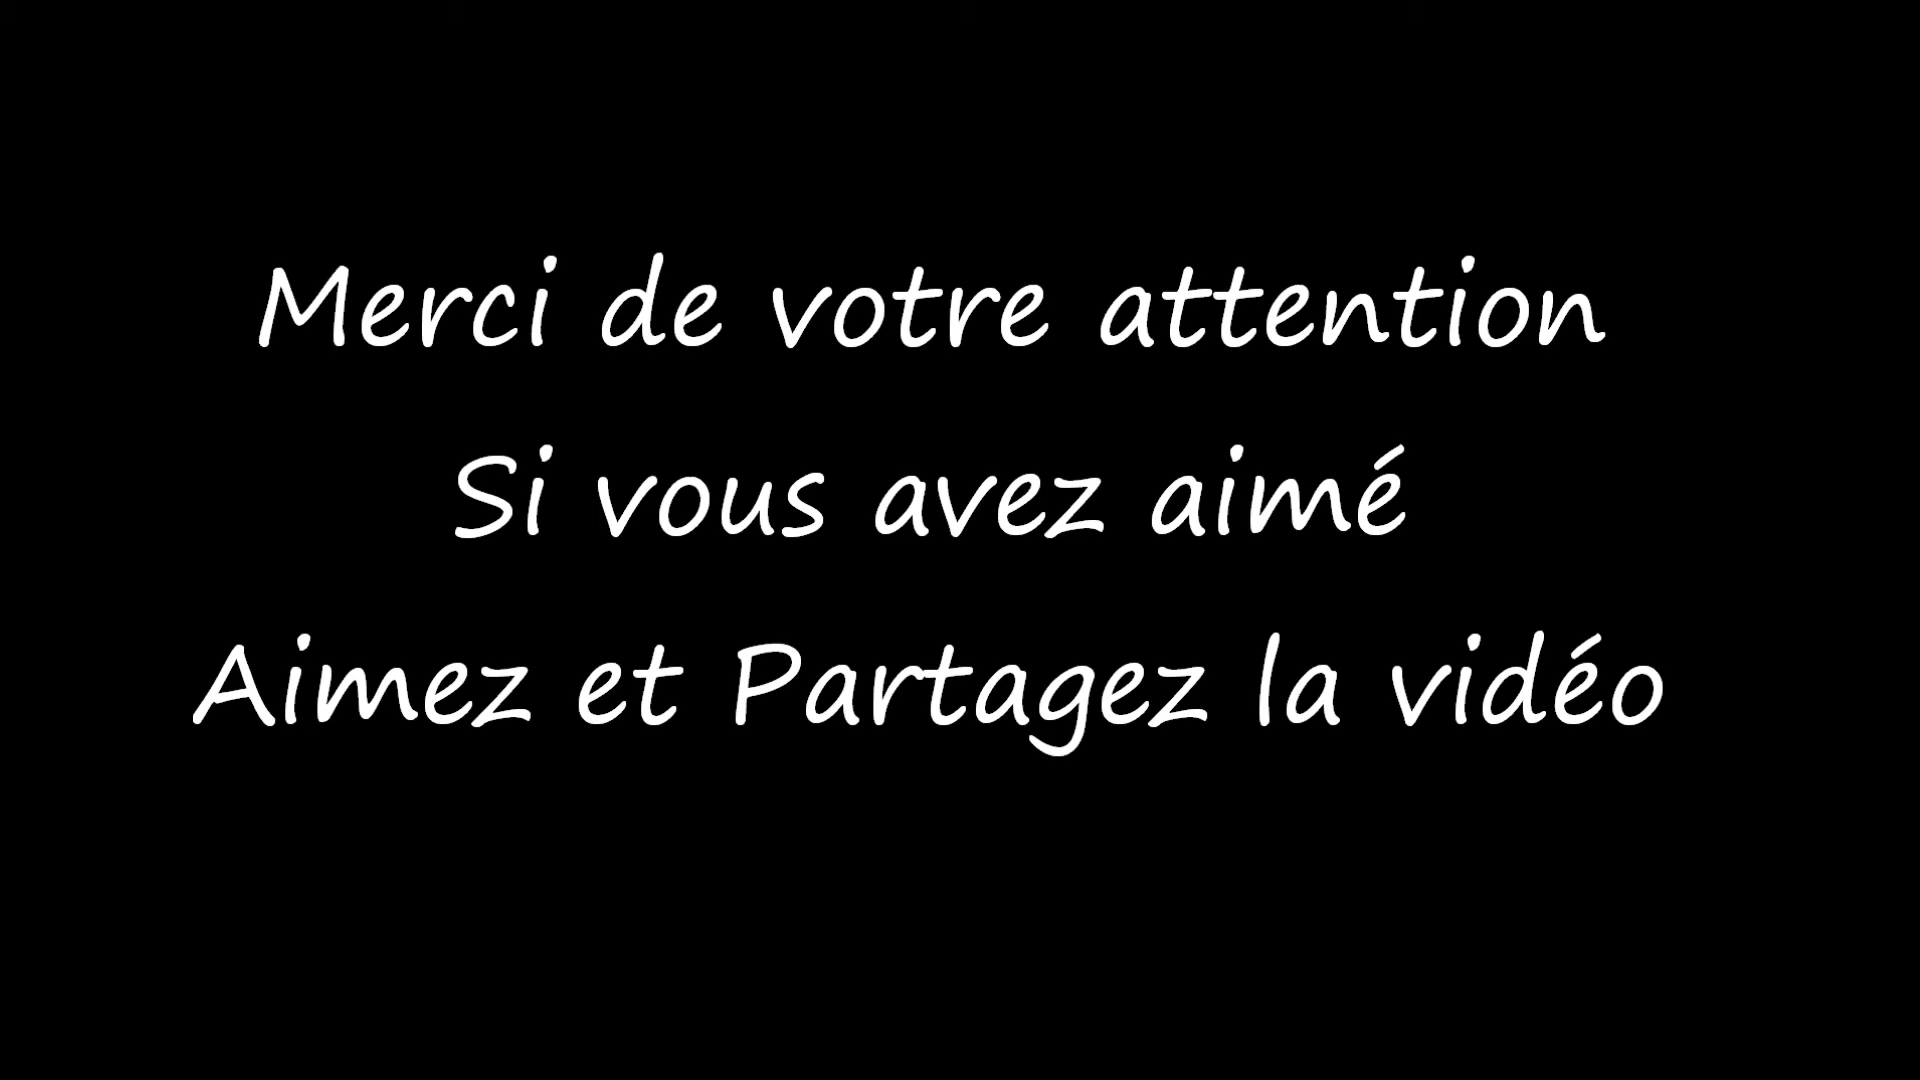 Merci de votre attention
Si vous avez aimé
Aimez et Partagez la vidéo